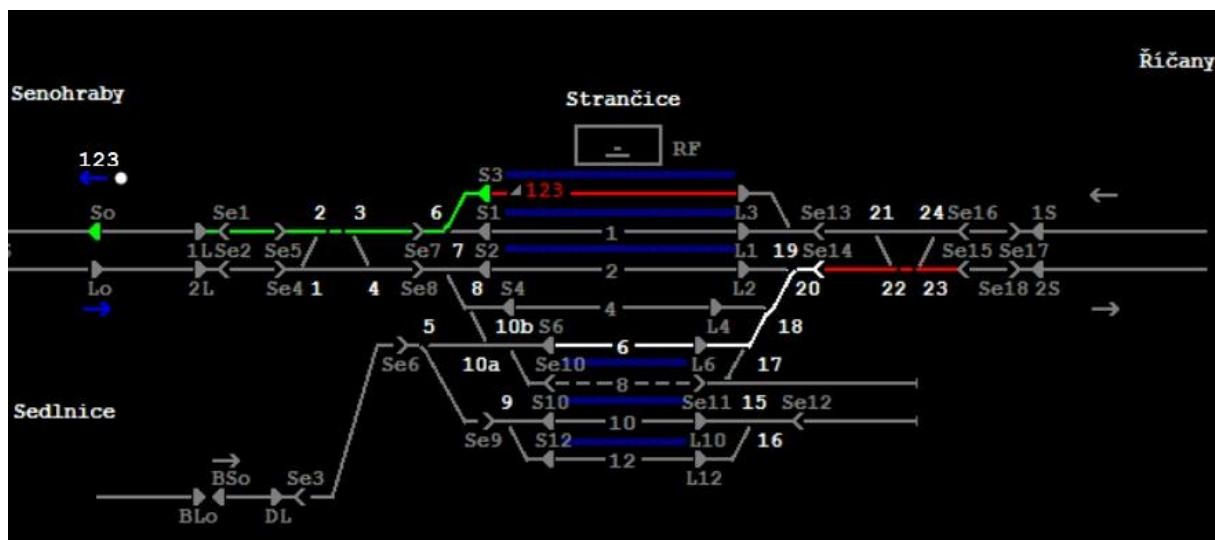 Říčany
Senohraby
Strančice
- RF
123
S3
123
So Se1 2 3 6 S1 L3 Se13 21 24 Se16 1S
1
1L Se2 Se5 Se7 7 S2 L1 19 Se14 Se15 Se17
2
Lo 2L Se4 1 4 Se8 8 S4 L2 20 22 23 Se18 2S
4
5 10b S6 L4 18
6
Se6 10a Se10 L6 17
8
Sedlnice
9 S10 Se11 15 Se12
10
Se9 S12 L10 16
12
BSo Se3 L12
BLo DL